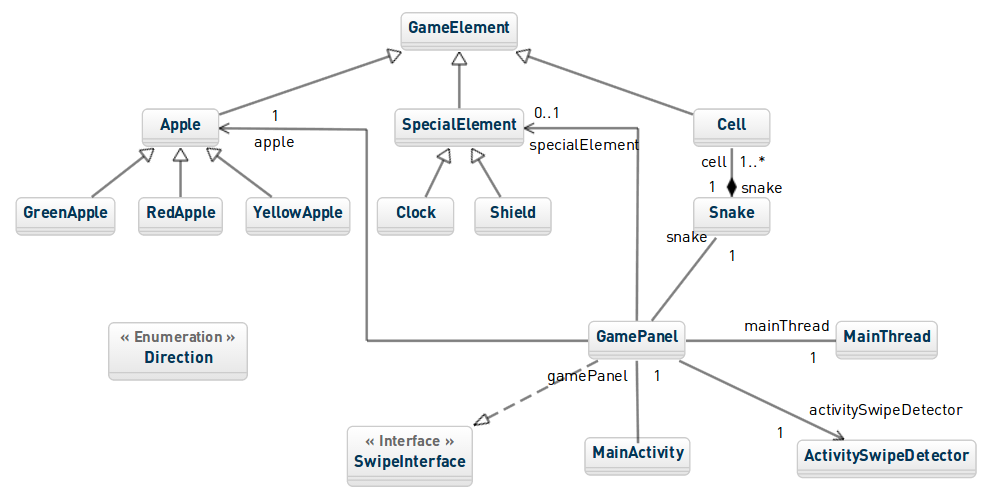 GameElement
Apple
1
apple
SpecialElement
0..1
specialElement
Cell
cell
1..*
1
snake
GreenApple
RedApple
YellowApple
Clock
Shield
Snake
snake
1
« Enumeration »
Direction
GamePanel
mainThread
1
MainThread
gamePanel
1
activitySwipeDetector
1
« Interface »
SwipeInterface
MainActivity
ActivitySwipeDetector